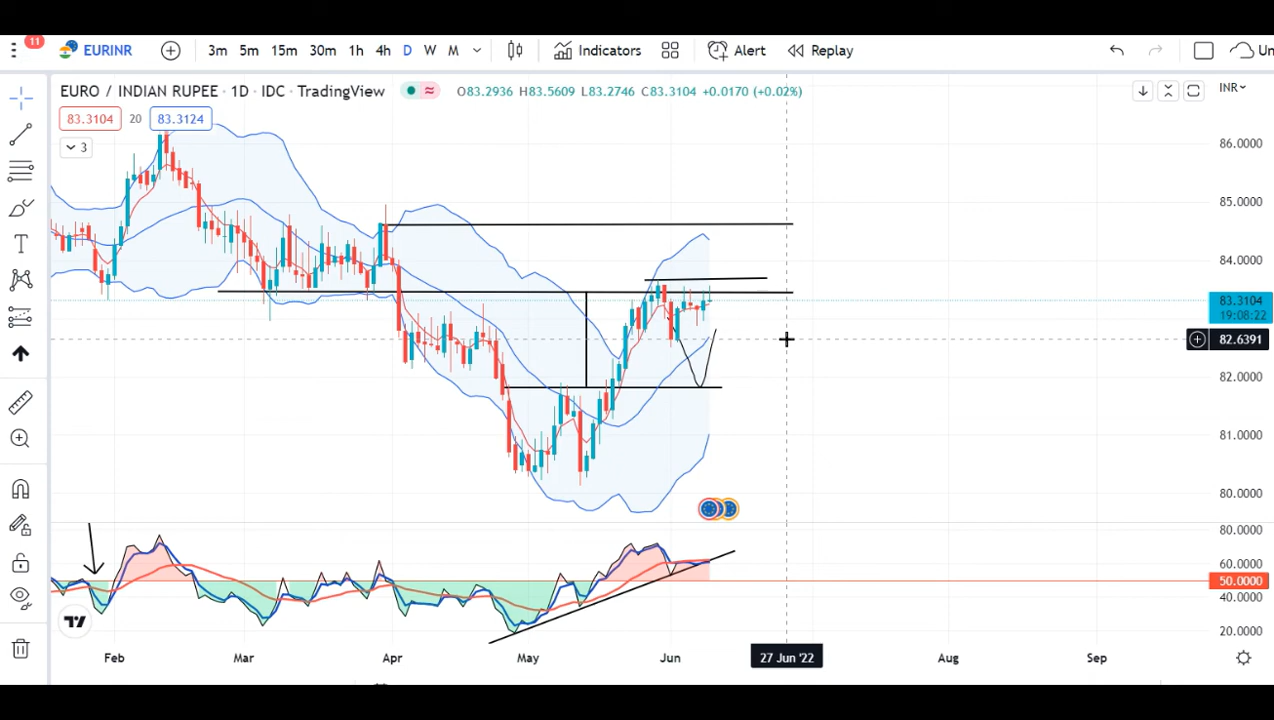 11
EURINR
3m 5m 15m 30m 1h 4h D W M
Indicators
Alert
Replay
Un
EURO / INDIAN RUPEE · 1D · IDC · TradingView
≈
O83.2936 H83.5609 L83.2746 C83.3104 +0.0170 (+0.02%)
INR
83.3104 20 83.3124
3
86.0000
85.0000
84.0000
83.3104
19:08:22
82.6391
82.0000
81.0000
80.0000
80.0000
60.0000
50.0000
40.0000
20.0000
Feb Mar Apr May Jun 27 Jun '22 Aug Sep